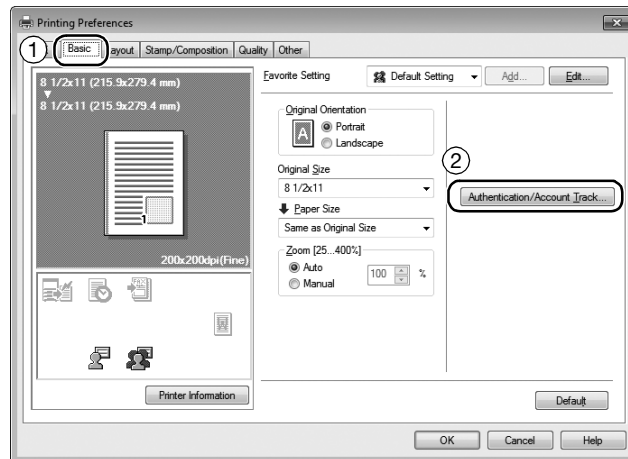 Printing Preferences
1
Basic
ayout
Stamp/Composition
Quality
Other
8 1/2x11 (215.9x279.4 mm)
8 1/2x11 (215.9x279.4 mm)
1
200x200dpi(Fine)
Printer Information
Favorite Setting
Default Setting
Add...
Edit...
Original Orientation
A
Portrait
Landscape
Original Size
8 1/2x11
Paper Size
Same as Original Size
Zoom [25...400%]
Auto
Manual
100 %
2
Authentication/Account Track...
Default
OK
Cancel
Help